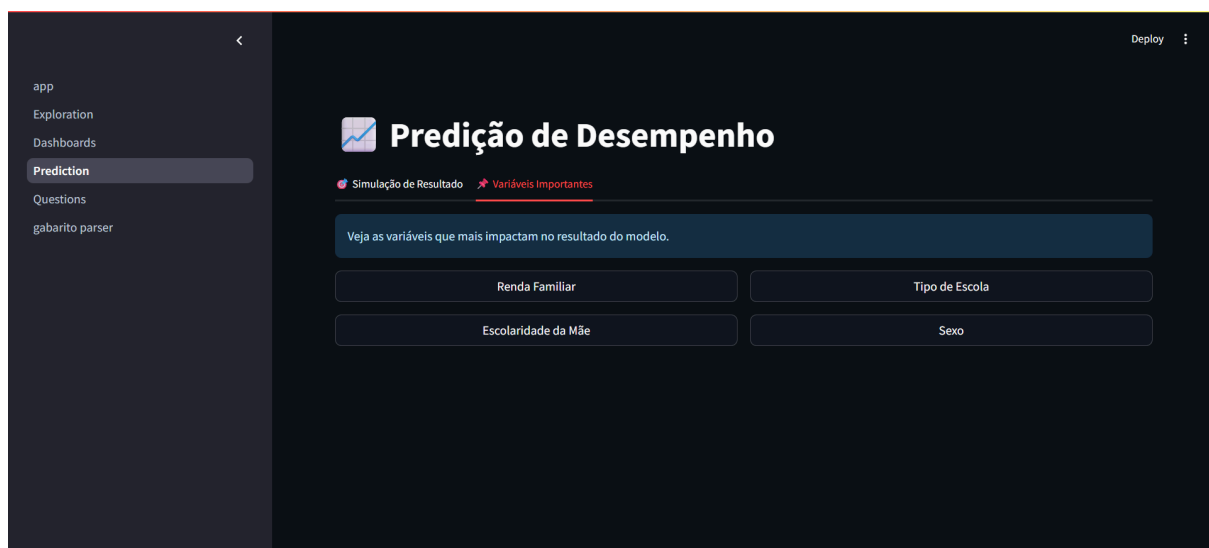 Deploy
app
Exploration
Dashboards
Prediction
Questions
gabarito parser
Predição de Desempenho
Simulação de Resultado
Variáveis Importantes
Veja as variáveis que mais impactam no resultado do modelo.
Renda Familiar
Tipo de Escola
Escolaridade da Mãe
Sexo